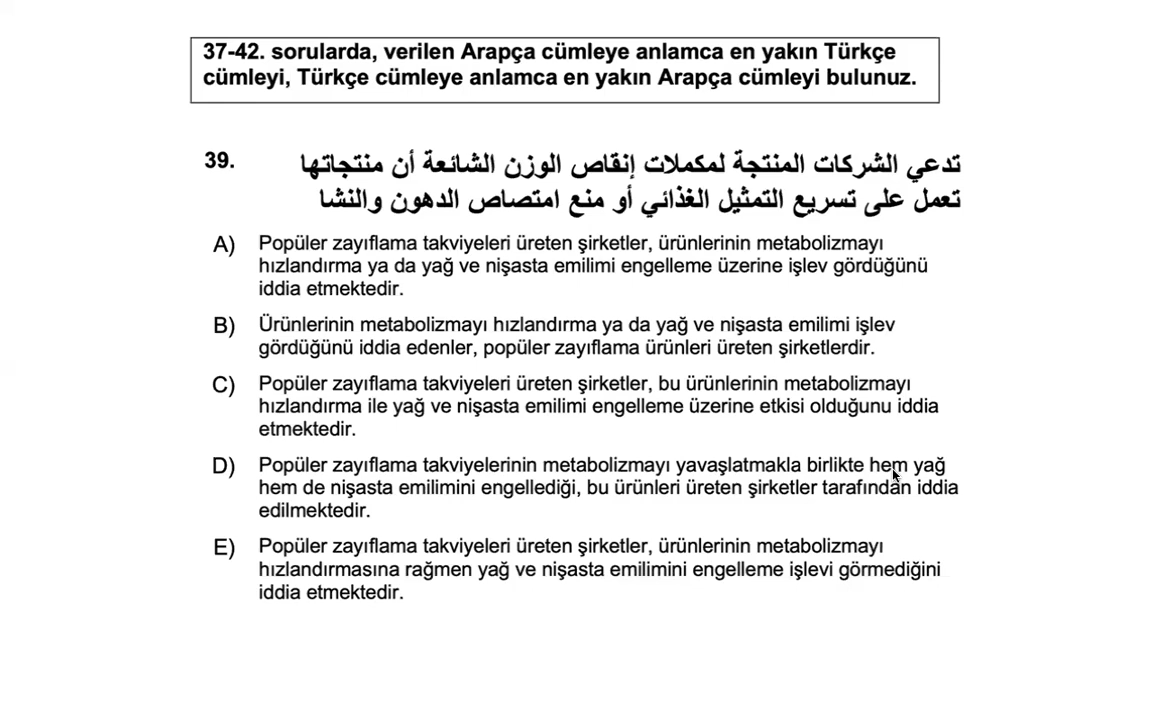 37-42. sorularda, verilen Arapça cümleye anlamca en yakın Türkçe
cümleyi, Türkçe cümleye anlamca en yakın Arapça cümleyi bulunuz.
39. تدعي الشركات المنتجة لمكملات إنقاص الوزن الشائعة أن منتجاتها
تعمل على تسريع التمثيل الغذائي أو منع امتصاص الدهون والنشا
A) Popüler zayıflama takviyeleri üreten şirketler, ürünlerinin metabolizmayı
hızlandırma ya da yağ ve nişasta emilimi engelleme üzerine işlev gördüğünü
iddia etmektedir.
B) Ürünlerinin metabolizmayı hızlandırma ya da yağ ve nişasta emilimi işlev
gördüğünü iddia edenler, popüler zayıflama ürünleri üreten şirketlerdir.
C) Popüler zayıflama takviyeleri üreten şirketler, bu ürünlerinin metabolizmayı
hızlandırma ile yağ ve nişasta emilimi engelleme üzerine etkisi olduğunu iddia
etmektedir.
D) Popüler zayıflama takviyelerinin metabolizmayı yavaşlatmakla birlikte hem yağ
hem de nişasta emilimini engellediği, bu ürünleri üreten şirketler tarafından iddia
edilmektedir.
E) Popüler zayıflama takviyeleri üreten şirketler, ürünlerinin metabolizmayı
hızlandırmasına rağmen yağ ve nişasta emilimini engelleme işlevi görmediğini
iddia etmektedir.